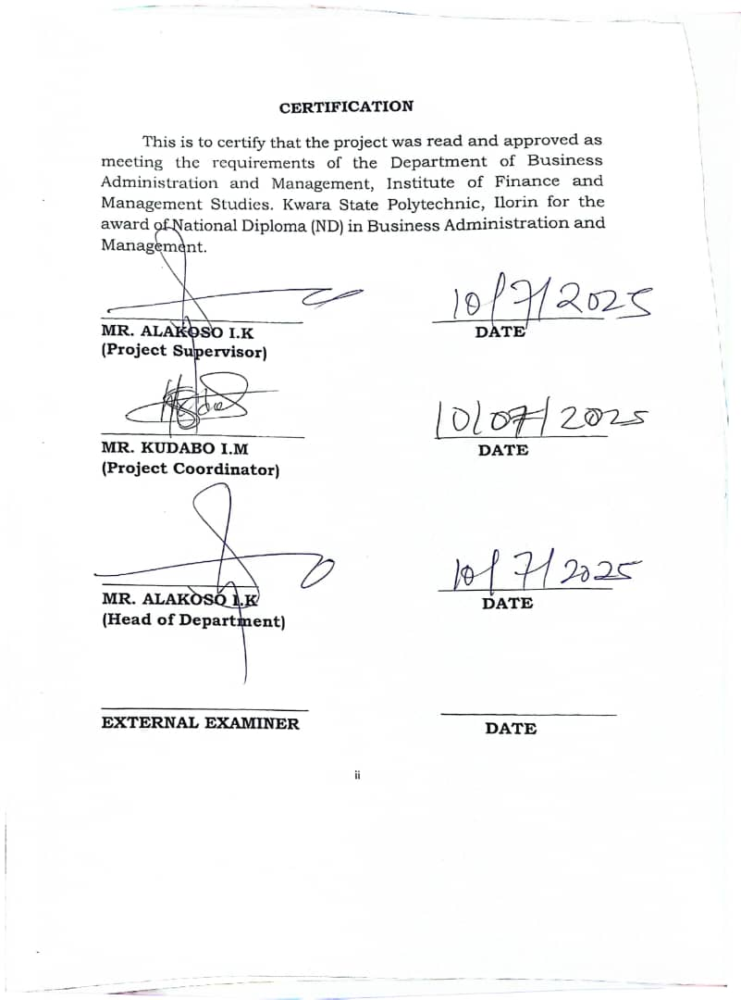 CERTIFICATION
This is to certify that the project was read and approved as
meeting the requirements of the Department of Business
Administration and Management, Institute of Finance and
Management Studies. Kwara State Polytechnic, Ilorin for the
award of National Diploma (ND) in Business Administration and
Management.
10/7/2025
MR. ALAKOSO I.K
DATE
(Project Supervisor)
10/07/2025
MR. KUDABO I.M
DATE
(Project Coordinator)
10/7/2025
MR. ALAKOSO I.K
DATE
(Head of Department)
EXTERNAL EXAMINER
DATE
ii